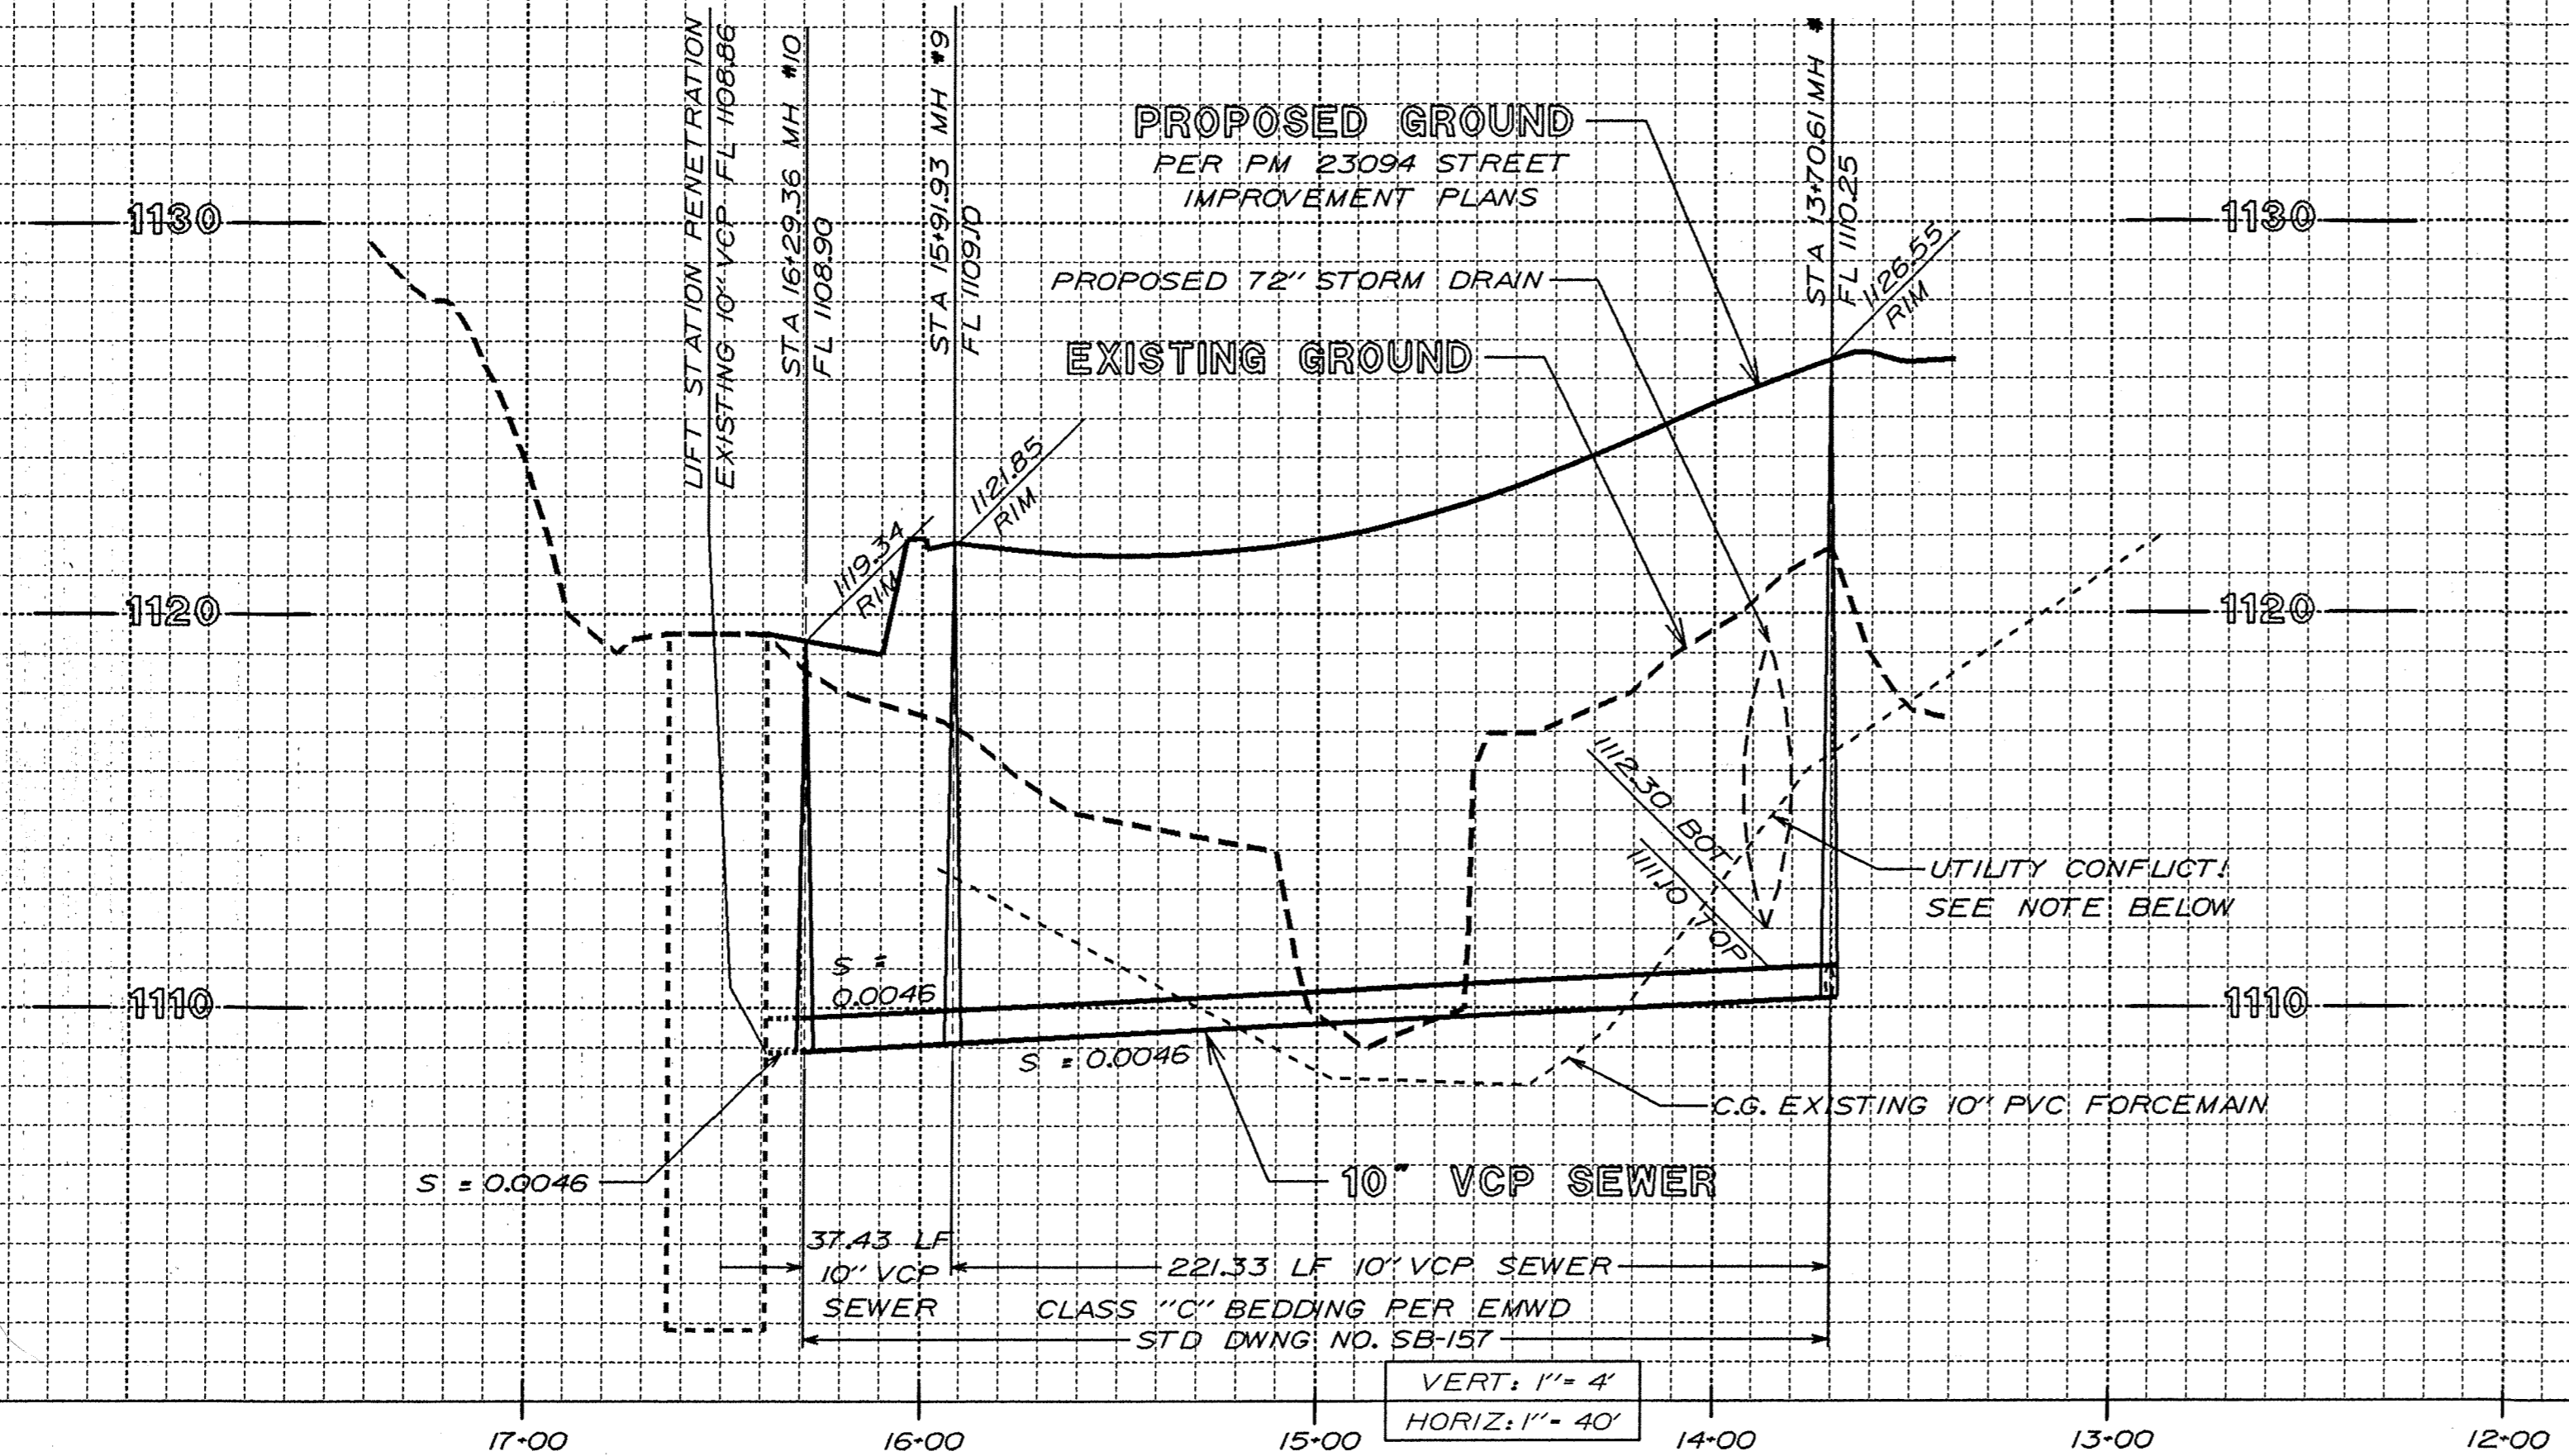 LIFT STATION PENETRATION
EXISTING 10" VCP FL 1108.86
STA 16+29.36 MH #10
FL 1108.90
STA 15+91.93 MH #9
FL 1109.10
PROPOSED GROUND
PER PM 23094 STREET
IMPROVEMENT PLANS
PROPOSED 72" STORM DRAIN
EXISTING GROUND
STA 13+70.61 MH #
FL 1110.25
1126.55
RIM
1130
1130
1121.85
RIM
1119.34
RIM
1120
1120
1112.30 BOT
1111.10 TOP
UTILITY CONFLICT!
SEE NOTE BELOW
S =
0.0046
1110
1110
S = 0.0046
C.G. EXISTING 10" PVC FORCEMAIN
S = 0.0046
10" VCP SEWER
37.43 LF
10" VCP
SEWER
221.33 LF 10" VCP SEWER
CLASS "C" BEDDING PER EMWD
STD DWNG NO. SB-157
VERT: 1"= 4'
HORIZ: 1"= 40'
17+00
16+00
15+00
14+00
13+00
12+00